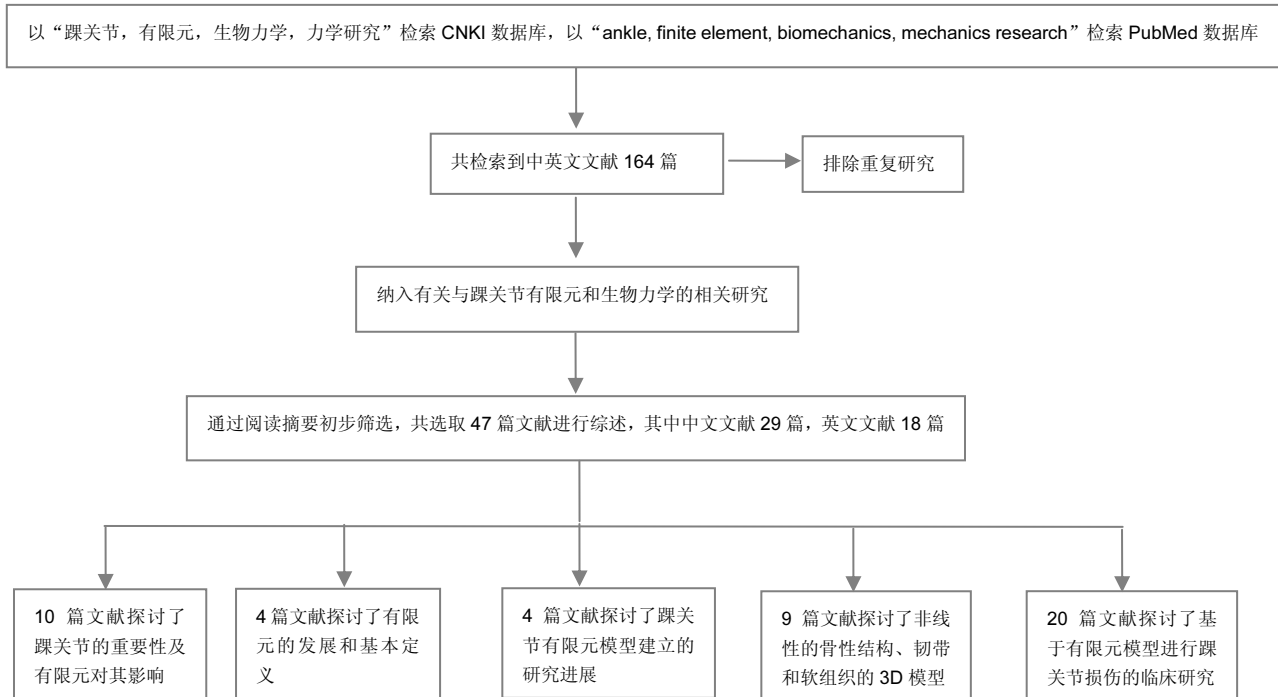 以“踝关节，有限元，生物力学，力学研究”检索 CNKI 数据库，以“ankle, finite element, biomechanics, mechanics research”检索 PubMed 数据库
共检索到中英文文献 164 篇
排除重复研究
纳入有关与踝关节有限元和生物力学的相关研究
通过阅读摘要初步筛选，共选取 47 篇文献进行综述，其中中文文献 29 篇，英文文献 18 篇
10 篇文献探讨了
踝关节的重要性及
有限元对其影响
4 篇文献探讨了有限
元的发展和基本定
义
4 篇文献探讨了踝关
节有限元模型建立的
研究进展
9 篇文献探讨了非线
性的骨性结构、韧带
和软组织的 3D 模型
20 篇文献探讨了基
于有限元模型进行踝
关节损伤的临床研究